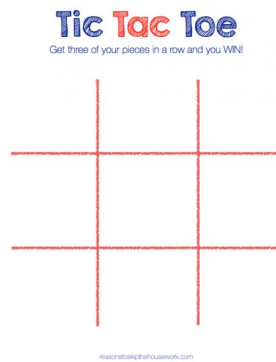 Tic Tac Toe
Get three of your pieces in a row and you WIN!
reasonstoskipthehousework.com